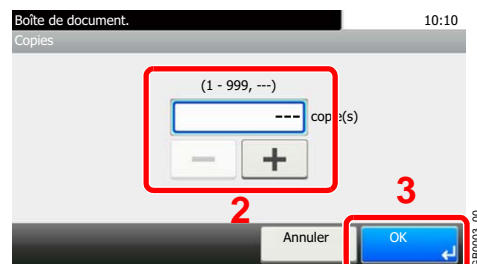 Boîte de document. 10:10
Copies
(1 - 999, ---)
--- copie(s)
− +
2
3
Annuler OK